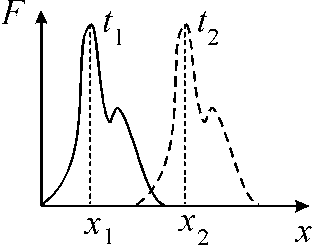 F
t₁ t₂
x₁ x₂ x